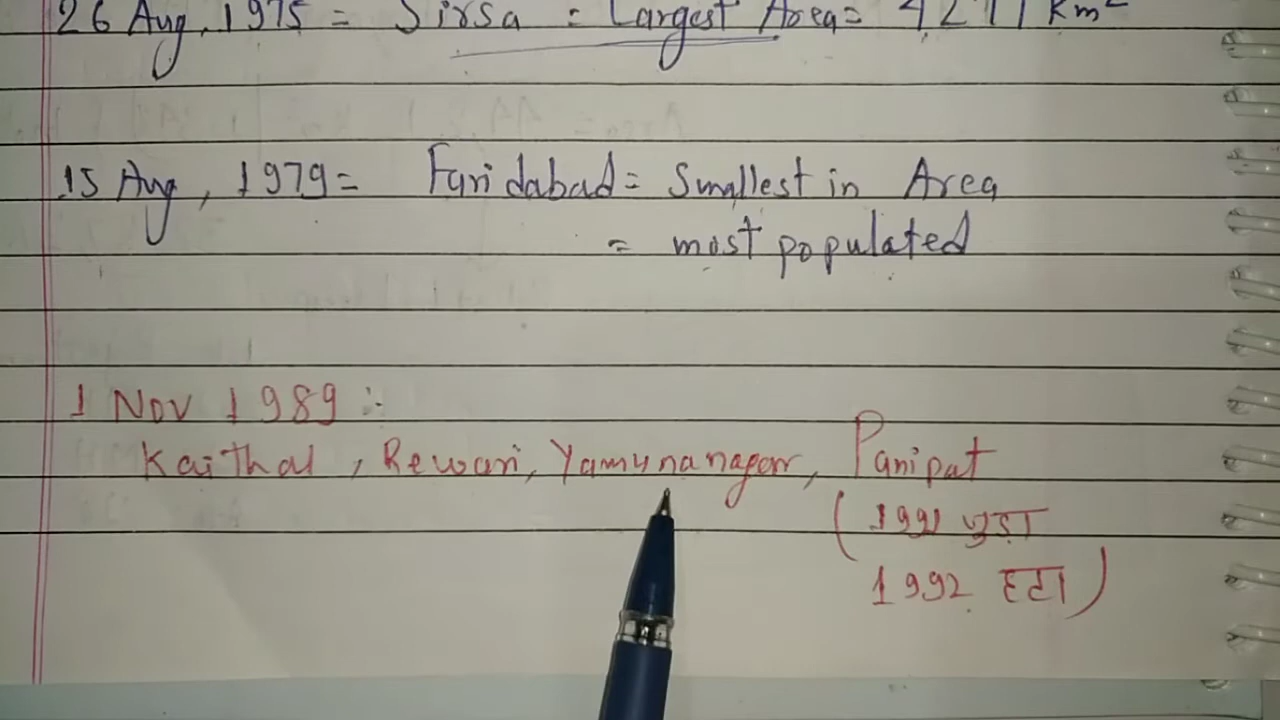 26 Aug, 1975 = Sirsa = Largest Area = 4277 Km²
15 Aug, 1979 = Faridabad = Smallest in Area
= most populated
1 Nov 1989 :-
Kaithal, Rewari, Yamunanagar, Panipat
(1991 जुडा
1992 हटा)